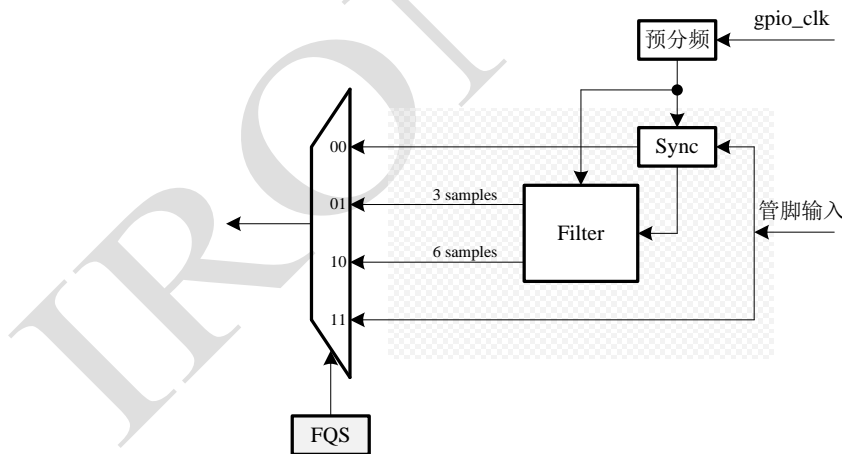 gpio_clk
预分频
00
Sync
01
3 samples
管脚输入
Filter
10
6 samples
11
FQS